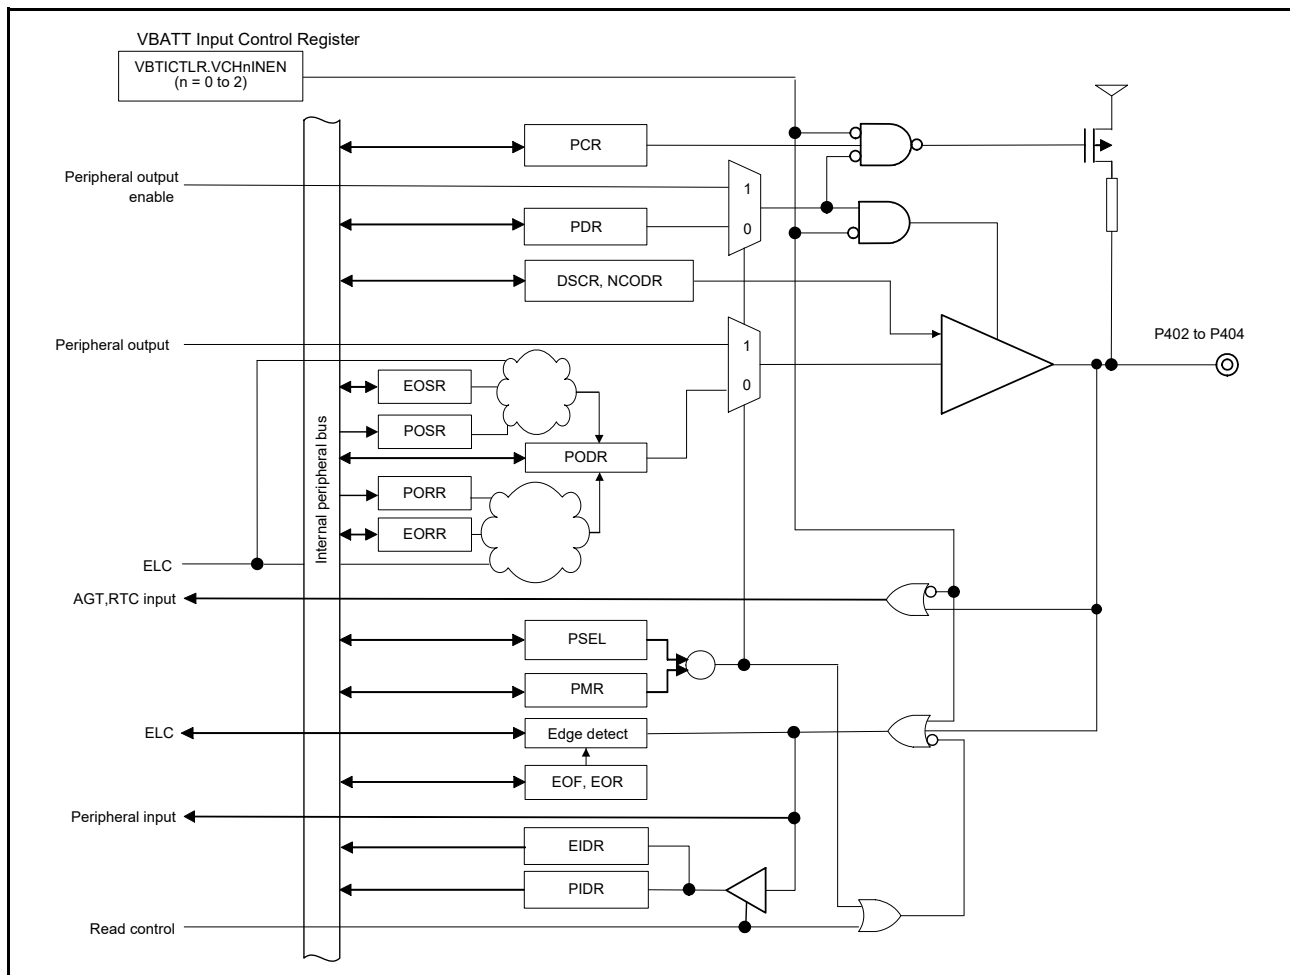 VBATT Input Control Register
VBTICTLR.VCHnINEN
(n = 0 to 2)
PCR
Peripheral output
enable
1
0
PDR
DSCR, NCODR
Peripheral output
1
0
P402 to P404
EOSR
POSR
PODR
Internal peripheral bus
PORR
EORR
ELC
AGT,RTC input
PSEL
PMR
ELC
Edge detect
EOF, EOR
Peripheral input
EIDR
PIDR
Read control